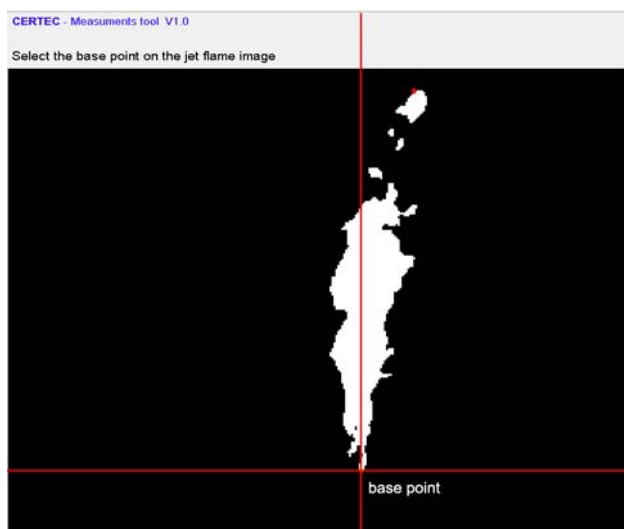 CERTEC - Measuments tool V1.0
Select the base point on the jet flame image
base point